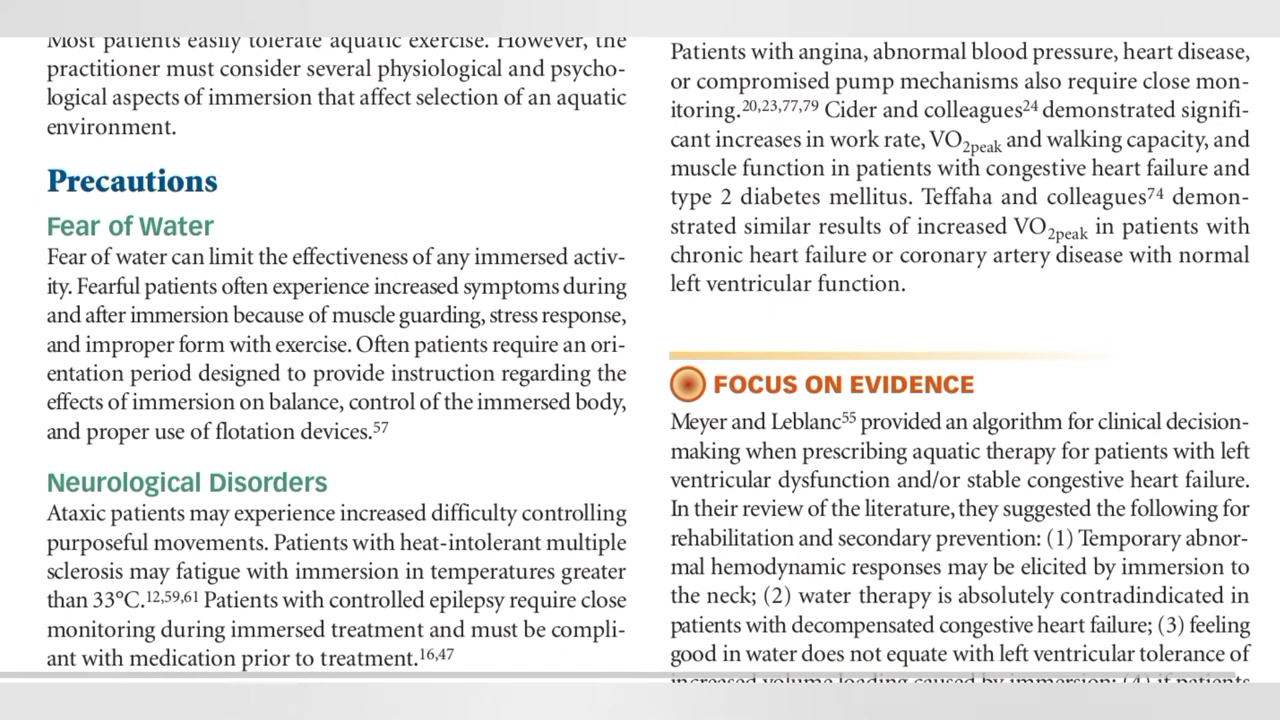 Most patients easily tolerate aquatic exercise. However, the
practitioner must consider several physiological and psycho-
logical aspects of immersion that affect selection of an aquatic
environment.
Precautions
Fear of Water
Fear of water can limit the effectiveness of any immersed activ-
ity. Fearful patients often experience increased symptoms during
and after immersion because of muscle guarding, stress response,
and improper form with exercise. Often patients require an ori-
entation period designed to provide instruction regarding the
effects of immersion on balance, control of the immersed body,
and proper use of flotation devices.57
Neurological Disorders
Ataxic patients may experience increased difficulty controlling
purposeful movements. Patients with heat-intolerant multiple
sclerosis may fatigue with immersion in temperatures greater
than 33°C.12,59,61 Patients with controlled epilepsy require close
monitoring during immersed treatment and must be compli-
ant with medication prior to treatment.16,47
Patients with angina, abnormal blood pressure, heart disease,
or compromised pump mechanisms also require close mon-
itoring.20,23,77,79 Cider and colleagues24 demonstrated signifi-
cant increases in work rate, VO2peak and walking capacity, and
muscle function in patients with congestive heart failure and
type 2 diabetes mellitus. Teffaha and colleagues74 demon-
strated similar results of increased VO2peak in patients with
chronic heart failure or coronary artery disease with normal
left ventricular function.
FOCUS ON EVIDENCE
Meyer and Leblanc55 provided an algorithm for clinical decision-
making when prescribing aquatic therapy for patients with left
ventricular dysfunction and/or stable congestive heart failure.
In their review of the literature, they suggested the following for
rehabilitation and secondary prevention: (1) Temporary abnor-
mal hemodynamic responses may be elicited by immersion to
the neck; (2) water therapy is absolutely contradindicated in
patients with decompensated congestive heart failure; (3) feeling
good in water does not equate with left ventricular tolerance of
increased volume loading caused by immersion; (4) if patients